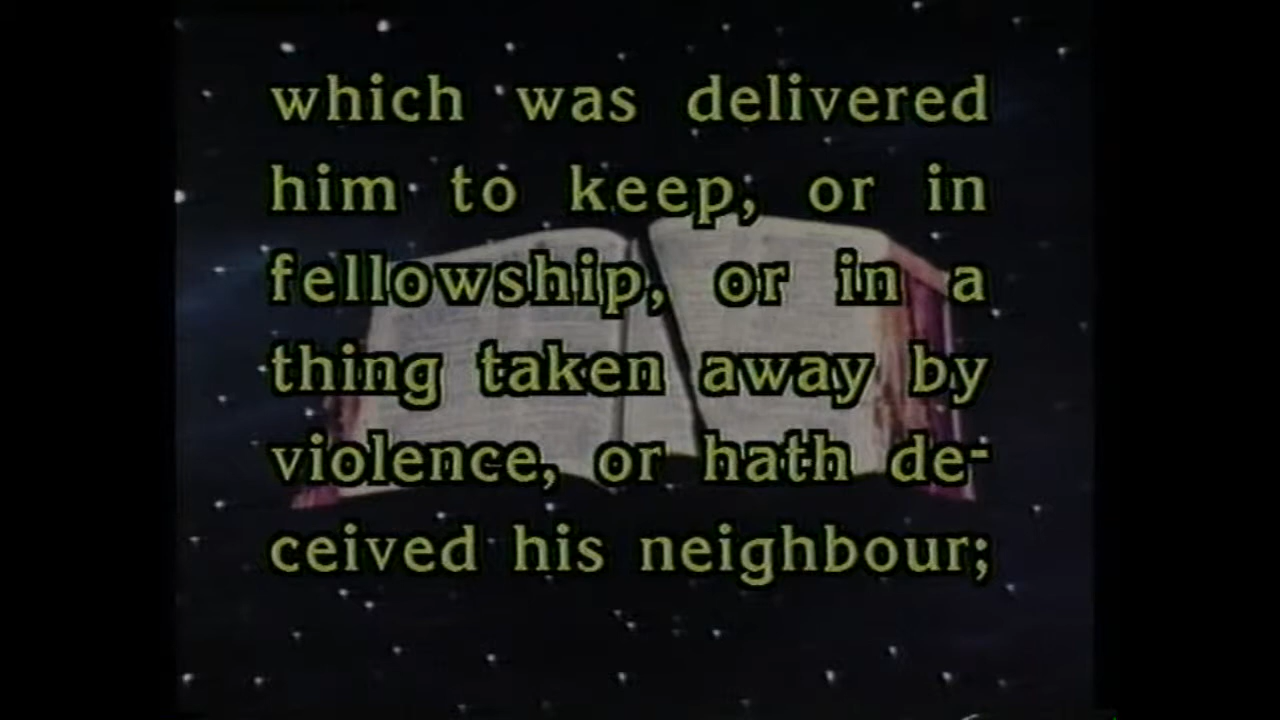 which was delivered
him to keep, or in
fellowship, or in a
thing taken away by
violence, or hath de-
ceived his neighbour;